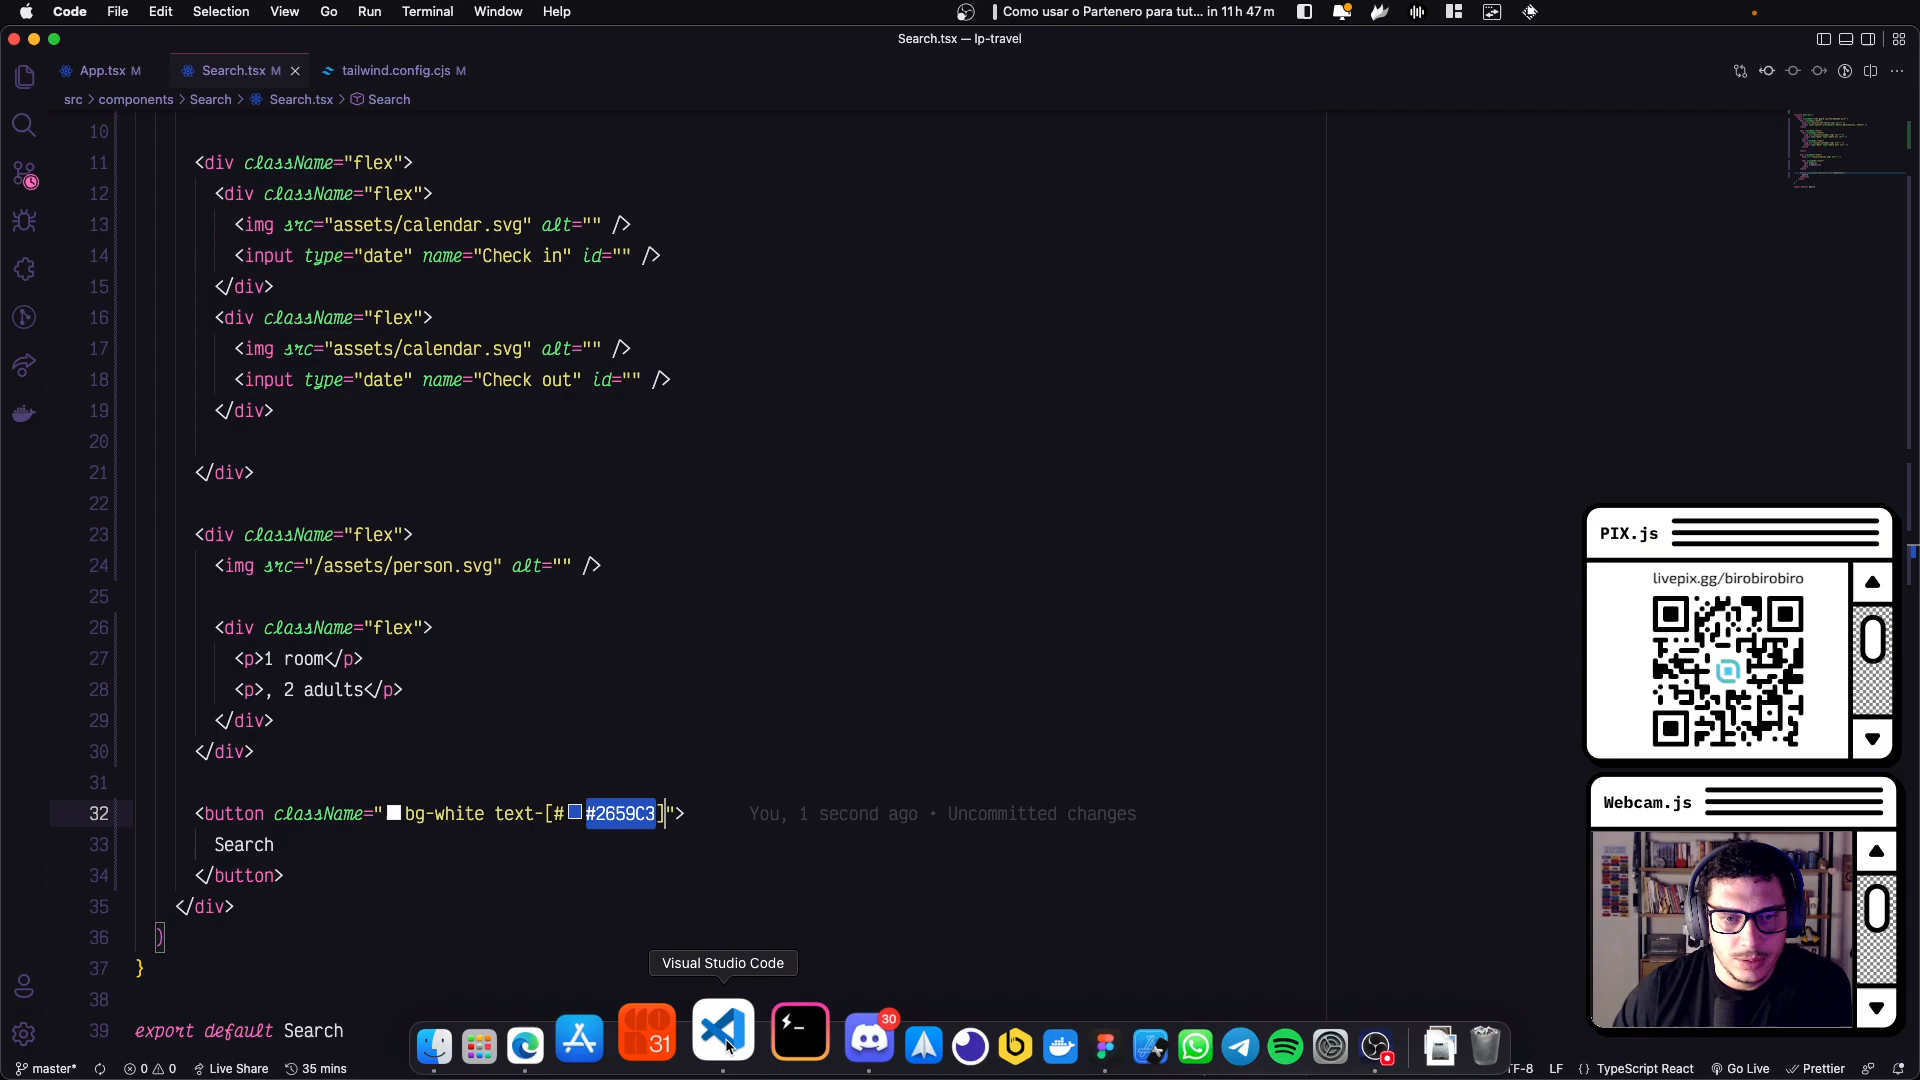 Code File Edit Selection View Go Run Terminal Window Help
Como usar o Partenero para tut... in 11 h 47 m
Search.tsx — lp-travel
App.tsx M
Search.tsx M
tailwind.config.cjs M
src > components > Search > Search.tsx > Search
10
11 <div className="flex">
12 <div className="flex">
13 <img src="assets/calendar.svg" alt="" />
14 <input type="date" name="Check in" id="" />
15 </div>
16 <div className="flex">
17 <img src="assets/calendar.svg" alt="" />
18 <input type="date" name="Check out" id="" />
19 </div>
20
21 </div>
22
23 <div className="flex">
24 <img src="/assets/person.svg" alt="" />
25
26 <div className="flex">
27 <p>1 room</p>
28 <p>, 2 adults</p>
29 </div>
30 </div>
31
32 <button className="bg-white text-[##2659C3]"> You, 1 second ago • Uncommitted changes
33 Search
34 </button>
35 </div>
36 )
37 }
38
39 export default Search
PIX.js
livepix.gg/birobirobiro
Webcam.js
Visual Studio Code
31
30
master* 0 0 Live Share 35 mins
TF-8 LF {} TypeScript React Go Live Prettier